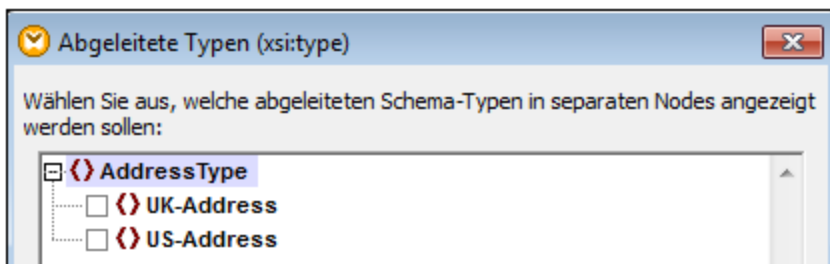 Abgeleitete Typen (xsi:type)
Wählen Sie aus, welche abgeleiteten Schema-Typen in separaten Nodes angezeigt
werden sollen:
AddressType
UK-Address
US-Address